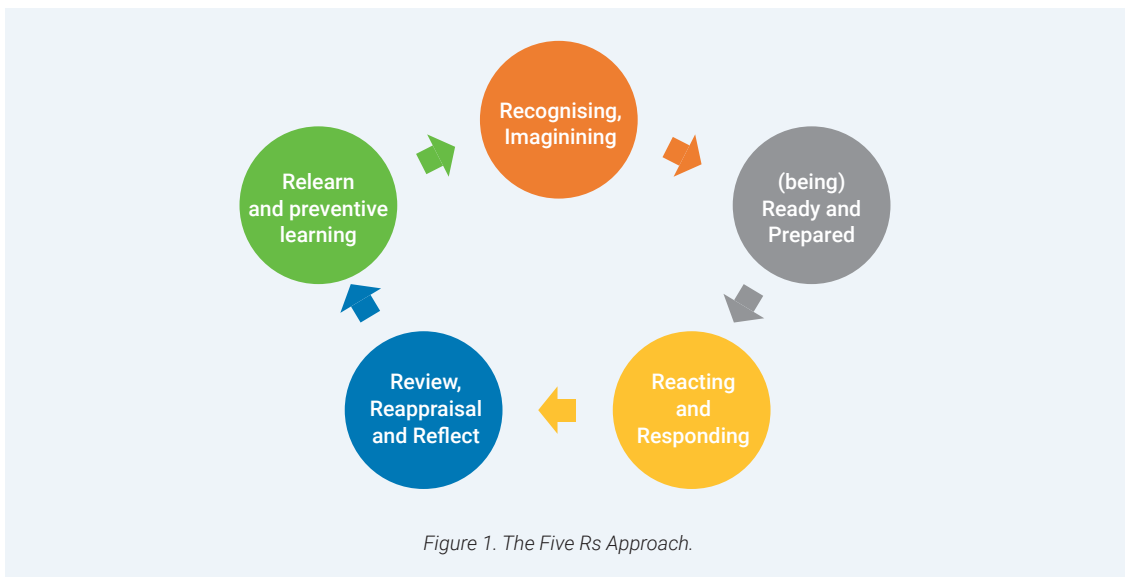 Recognising,
Imaginining
(being)
Ready and
Prepared
Reacting
and
Responding
Review,
Reappraisal
and Reflect
Relearn
and preventive
learning
Figure 1. The Five Rs Approach.